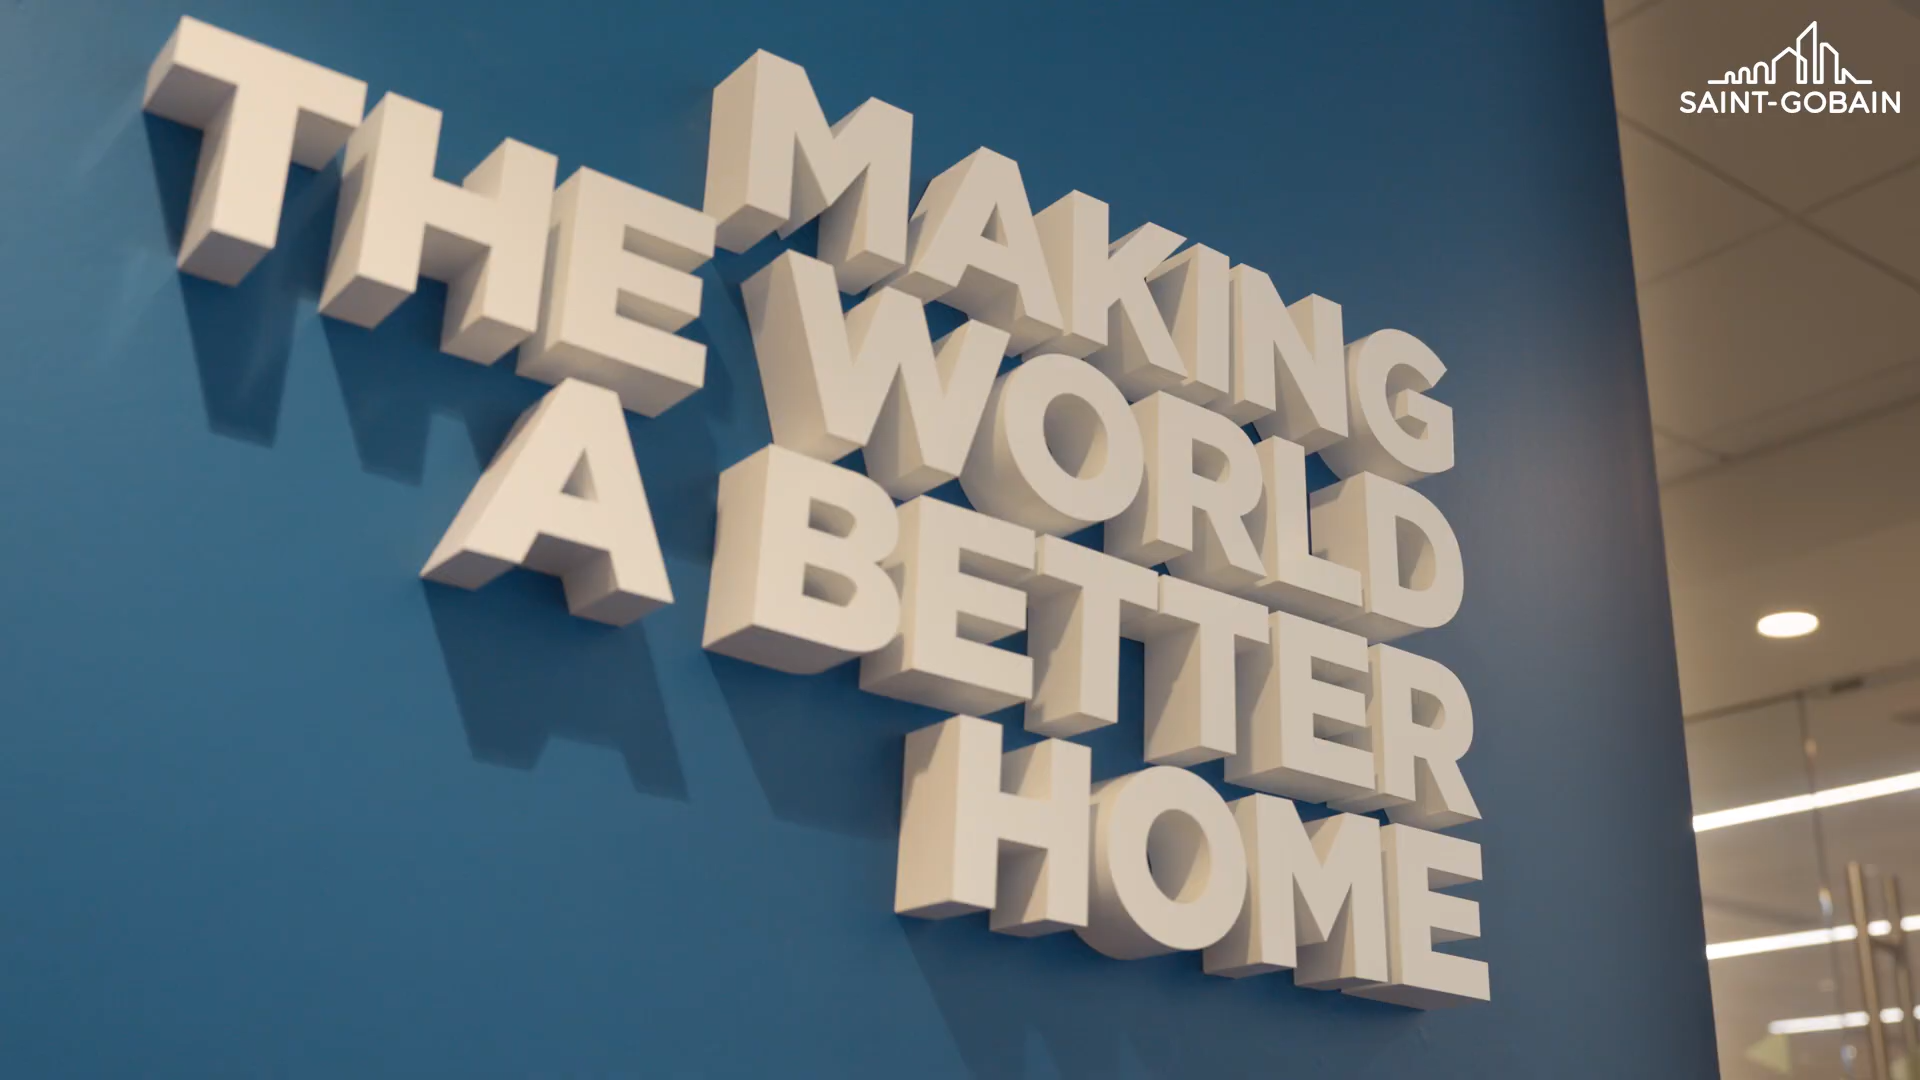 MAKING
THE WORLD
A BETTER
HOME
SAINT-GOBAIN